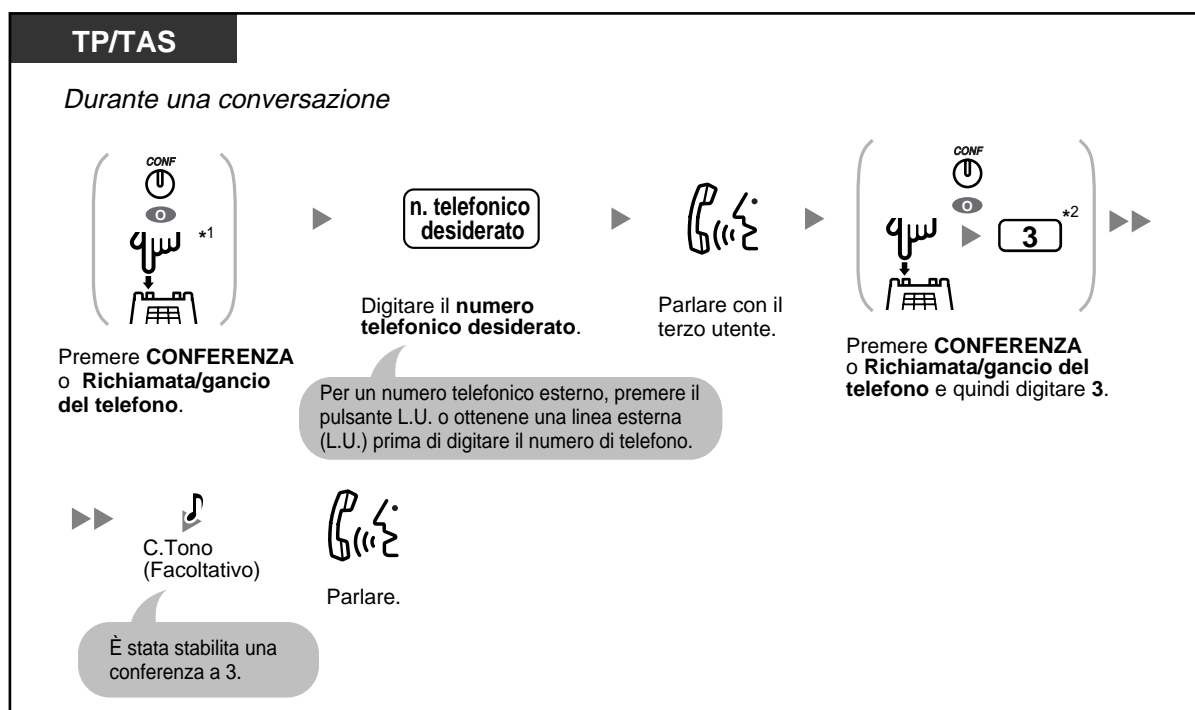 TP/TAS
Durante una conversazione
CONF
O
*1
n. telefonico
desiderato
CONF
O
3
*2
Premere CONFERENZA
o Richiamata/gancio
del telefono.
Digitare il numero
telefonico desiderato.
Per un numero telefonico esterno, premere il
pulsante L.U. o ottenene una linea esterna
(L.U.) prima di digitare il numero di telefono.
Parlare con il
terzo utente.
Premere CONFERENZA
o Richiamata/gancio del
telefono e quindi digitare 3.
C.Tono
(Facoltativo)
È stata stabilita una
conferenza a 3.
Parlare.